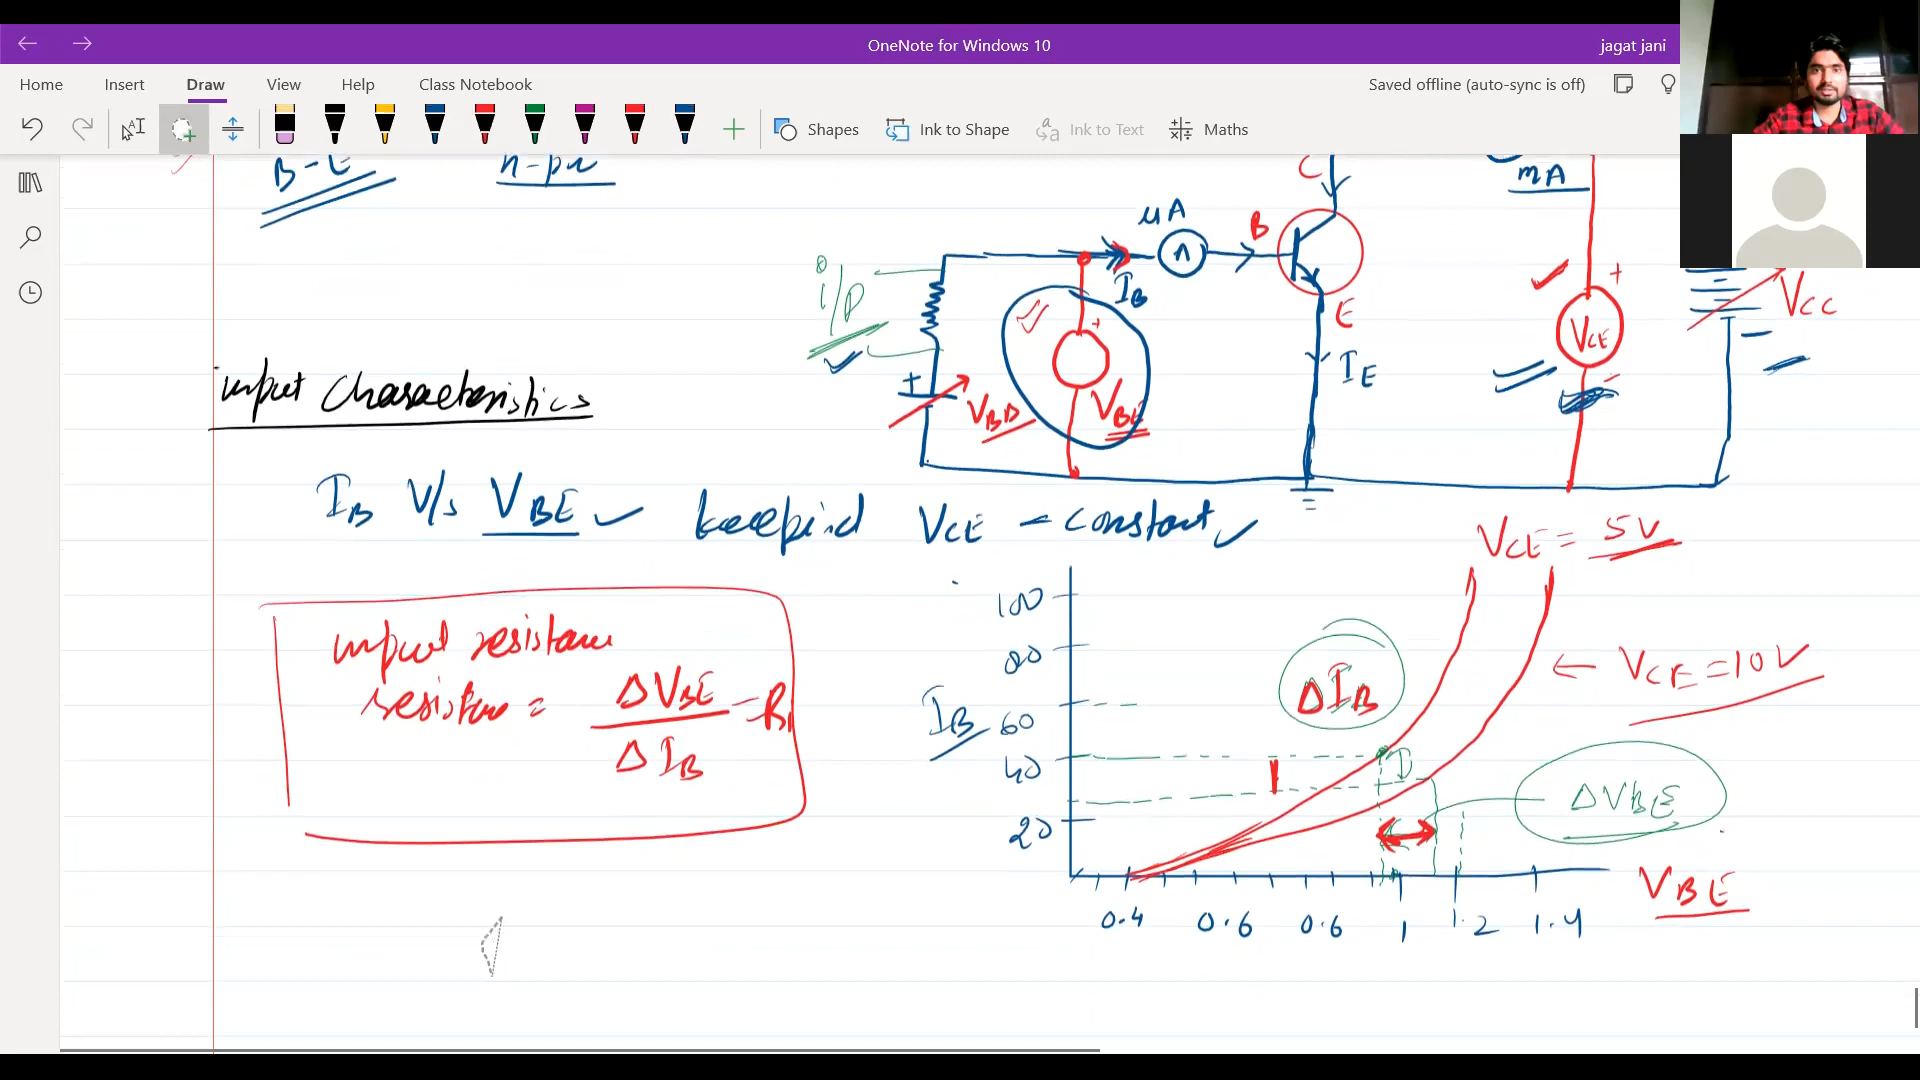 OneNote for Windows 10
jagat jani
Home Insert Draw View Help Class Notebook
Saved offline (auto-sync is off)
Shapes Ink to Shape Ink to Text Maths
B-E
C
mA
μA
B
i/p
IB
E
+
VCE
VCC
IE
+
VBB
VBE
input characteristics
IB V/s VBE
VCE - constant
VCE = 5V
input resistance
= ΔVBE
ΔIB
100
80
IB 60
40
20
ΔIB
← VCE = 10V
ΔVBE
VBE
0.4 0.6 0.6 1 1.2 1.4